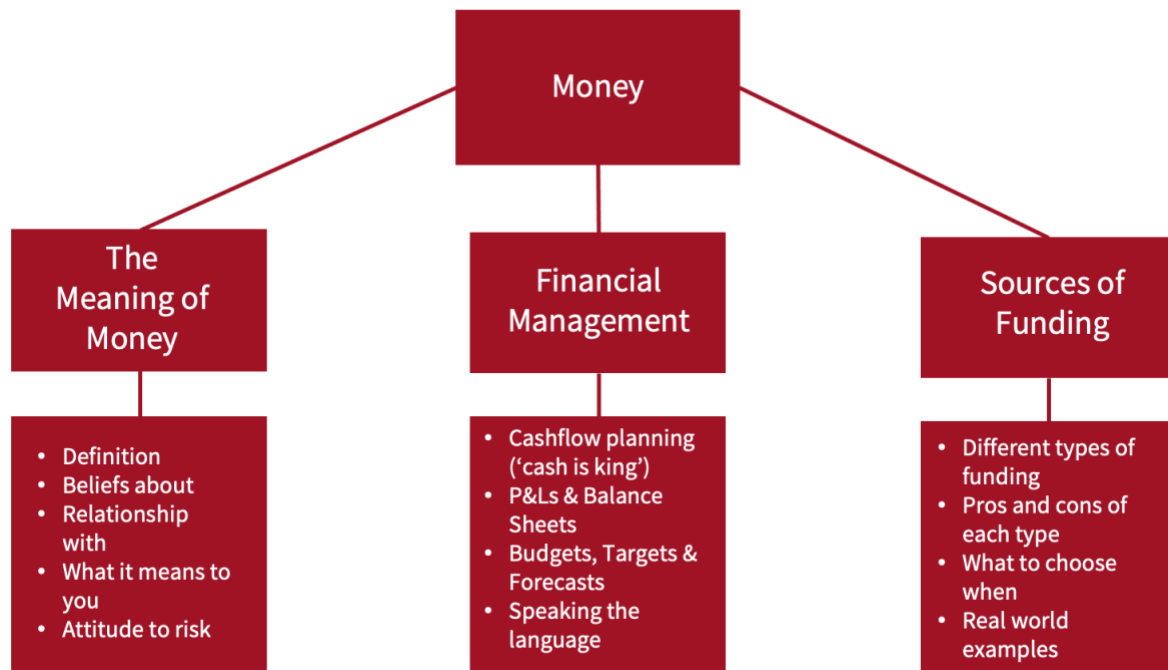 Money
The
Meaning of
Money
Financial
Management
Sources of
Funding
• Definition
• Beliefs about
• Relationship
with
• What it means to
you
• Attitude to risk
• Cashflow planning
(‘cash is king’)
• P&Ls & Balance
Sheets
• Budgets, Targets &
Forecasts
• Speaking the
language
• Different types of
funding
• Pros and cons of
each type
• What to choose
when
• Real world
examples